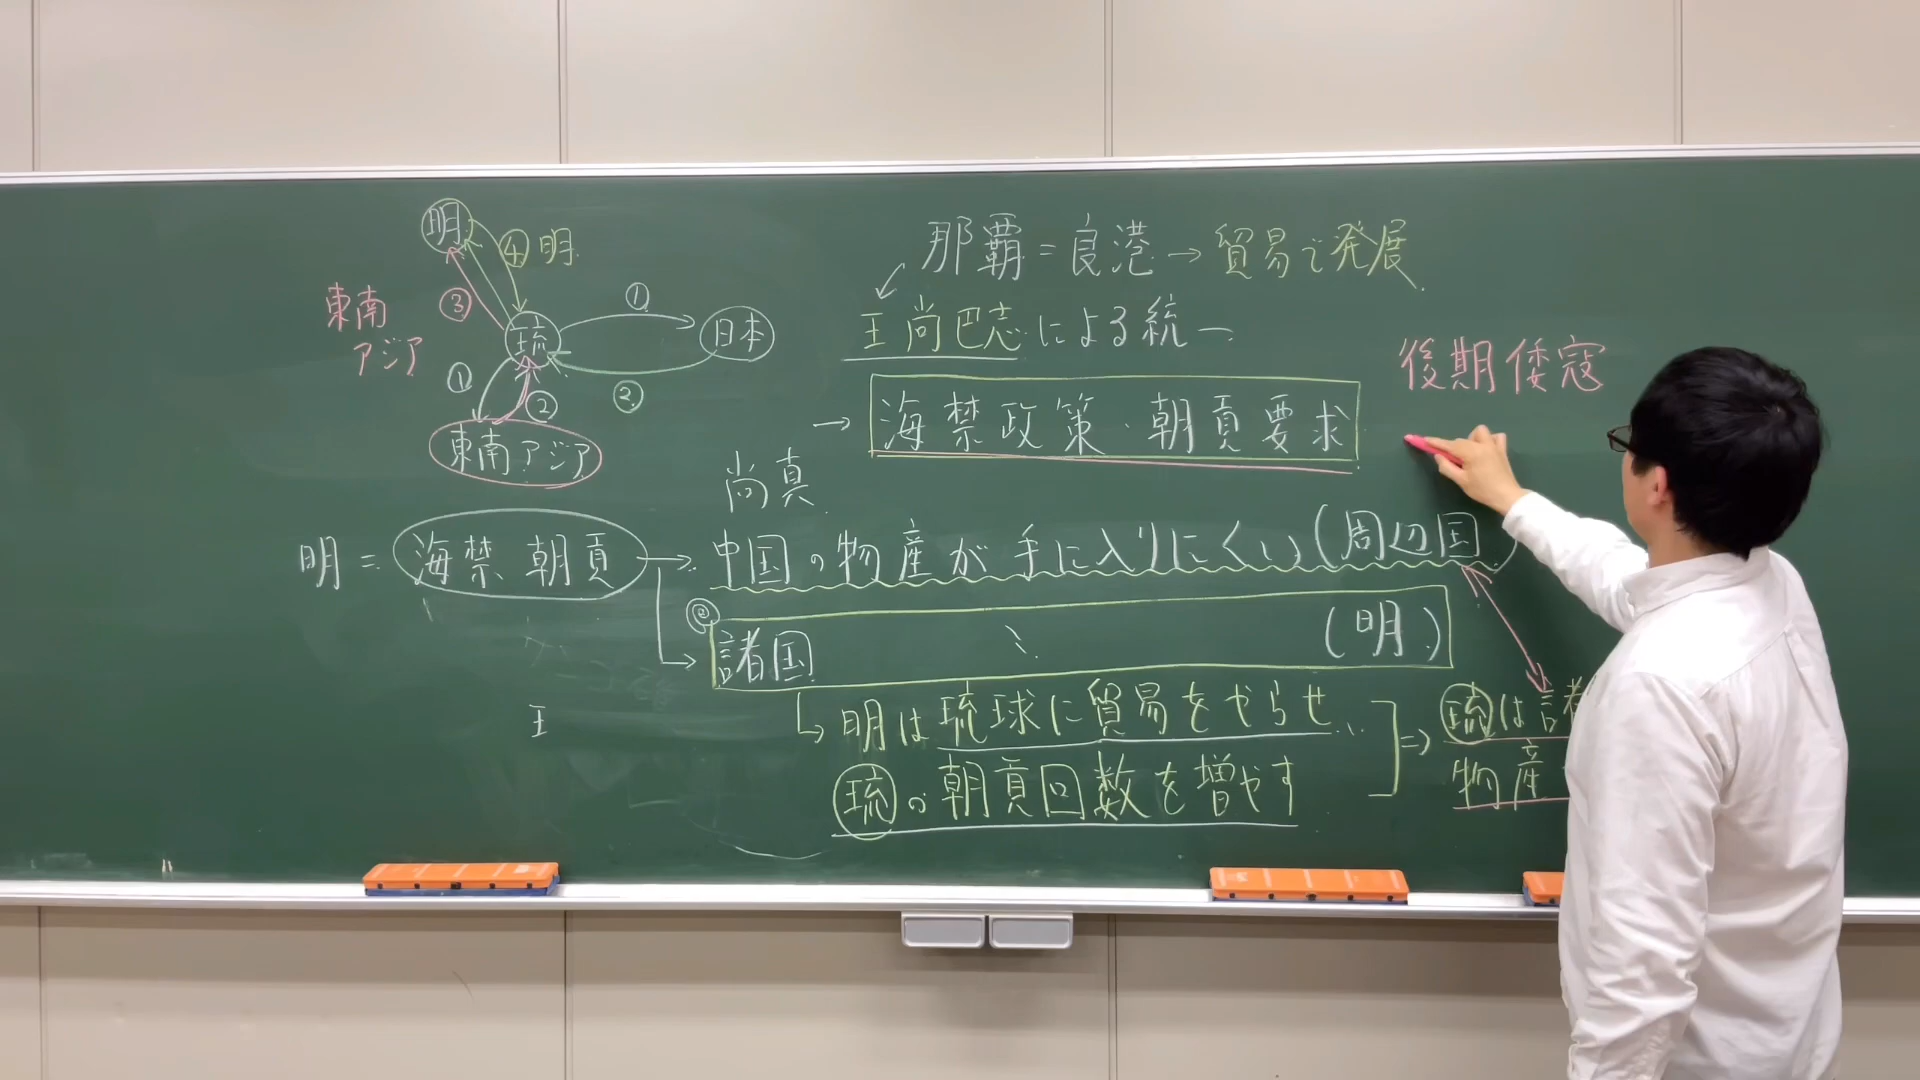 明
④ 明
東南
アジア
③
①
琉
日本
①
②
②
東南アジア
那覇=良港→貿易で発展
王尚巴志による統一
→ 海禁政策・朝貢要求
後期倭寇
尚真
明= 海禁 朝貢 → 中国の物産が手に入りにくい(周辺国)
諸国 〃 (明)
↳ 明は琉球に貿易をやらせ…
琉の朝貢回数を増やす
⇒ 琉は諸
物産
王